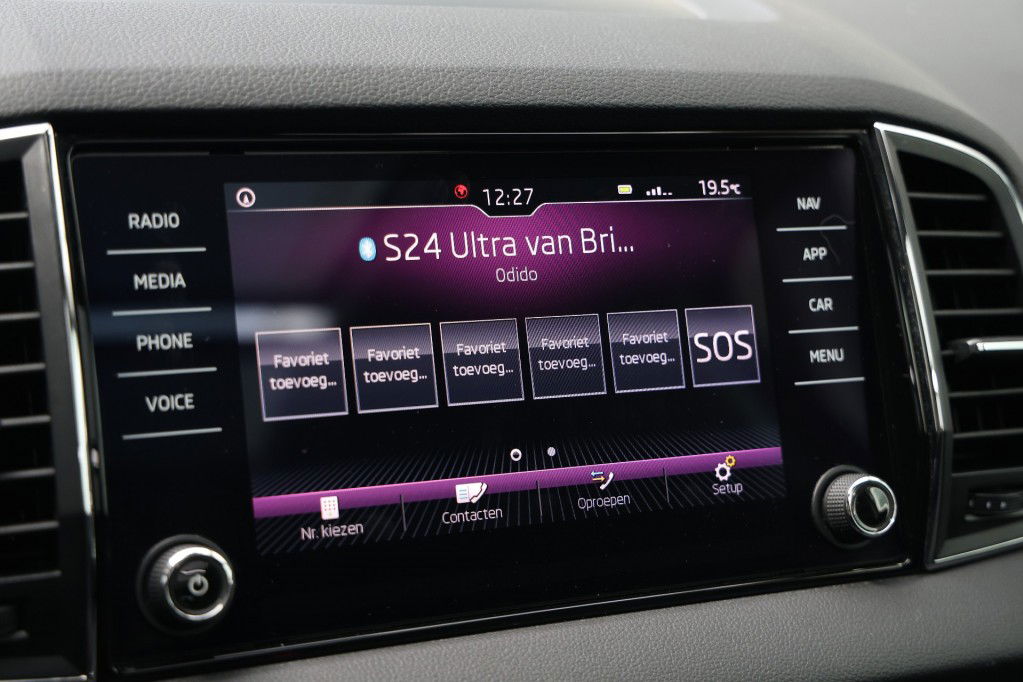 12:27
19.5°C
RADIO
MEDIA
PHONE
VOICE
S24 Ultra van Bri...
Odido
Favoriet
toevoeg...
Favoriet
toevoeg...
Favoriet
toevoeg...
Favoriet
toevoeg...
Favoriet
toevoeg...
SOS
Nr. kiezen
Contacten
Oproepen
Setup
NAV
APP
CAR
MENU